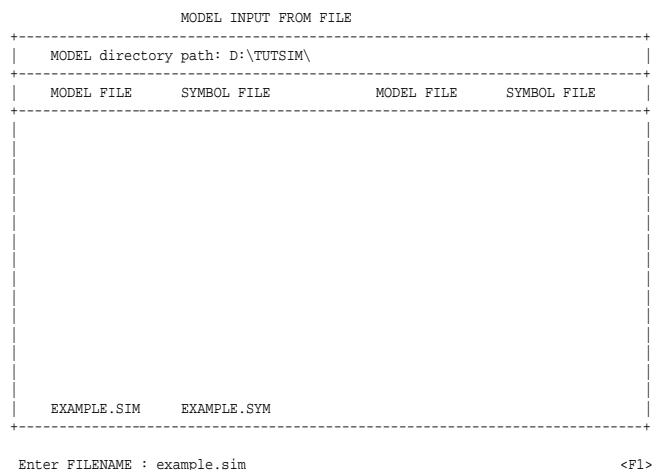 MODEL INPUT FROM FILE
MODEL directory path: D:\TUTSIM\
MODEL FILE SYMBOL FILE MODEL FILE SYMBOL FILE
EXAMPLE.SIM EXAMPLE.SYM
Enter FILENAME : example.sim <F1>